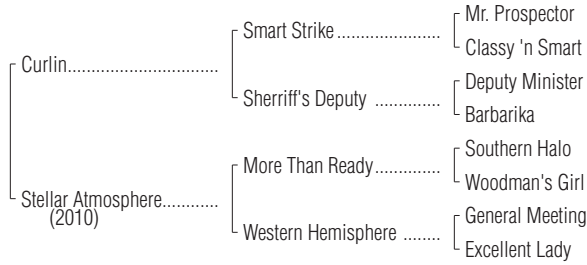 Mr. Prospector
Smart Strike ..................
Classy 'n Smart
Curlin..............................
Deputy Minister
Sherriff's Deputy .............
Barbarika
Southern Halo
More Than Ready.............
Woodman's Girl
Stellar Atmosphere...........
(2010)
General Meeting
Western Hemisphere ........
Excellent Lady